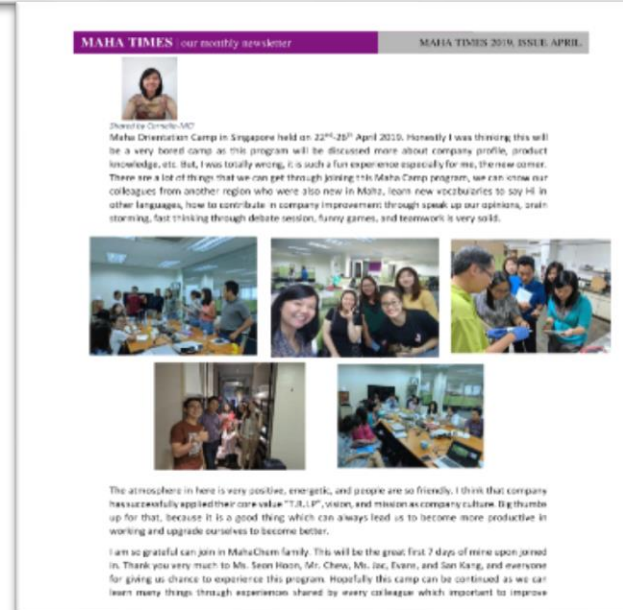 MAHA TIMES | our monthly newsletter
MAHA TIMES 2019, ISSUE APRIL
Shared by Cornelia-MCI
Maha Orientation Camp in Singapore held on 22nd-26th April 2019. Honestly I was thinking this will
be a very bored camp as this program will be discussed more about company profile, product
knowledge, etc. But, I was totally wrong, it is such a fun experience especially for me, the new comer.
There are a lot of things that we can get through joining this Maha Camp program, we can know our
colleagues from another region who were also new in Maha, learn new vocabularies to say Hi in
other languages, how to contribute in company improvement through speak up our opinions, brain
storming, fast thinking through debate session, funny games, and teamwork is very solid.
The atmosphere in here is very positive, energetic, and people are so friendly. I think that company
has successfully applied their core value "T.R.I.P", vision, and mission as company culture. Big thumbs
up for that, because it is a good thing which can always lead us to become more productive in
working and upgrade ourselves to become better.
I am so grateful can join in MahaChem family. This will be the great first 7 days of mine upon joined
in. Thank you very much to Ms. Seon Hoon, Mr. Chew, Ms. Jac, Evans, and San Kang, and everyone
for giving us chance to experience this program. Hopefully this camp can be continued as we can
learn many things through experiences shared by every colleague which important to improve